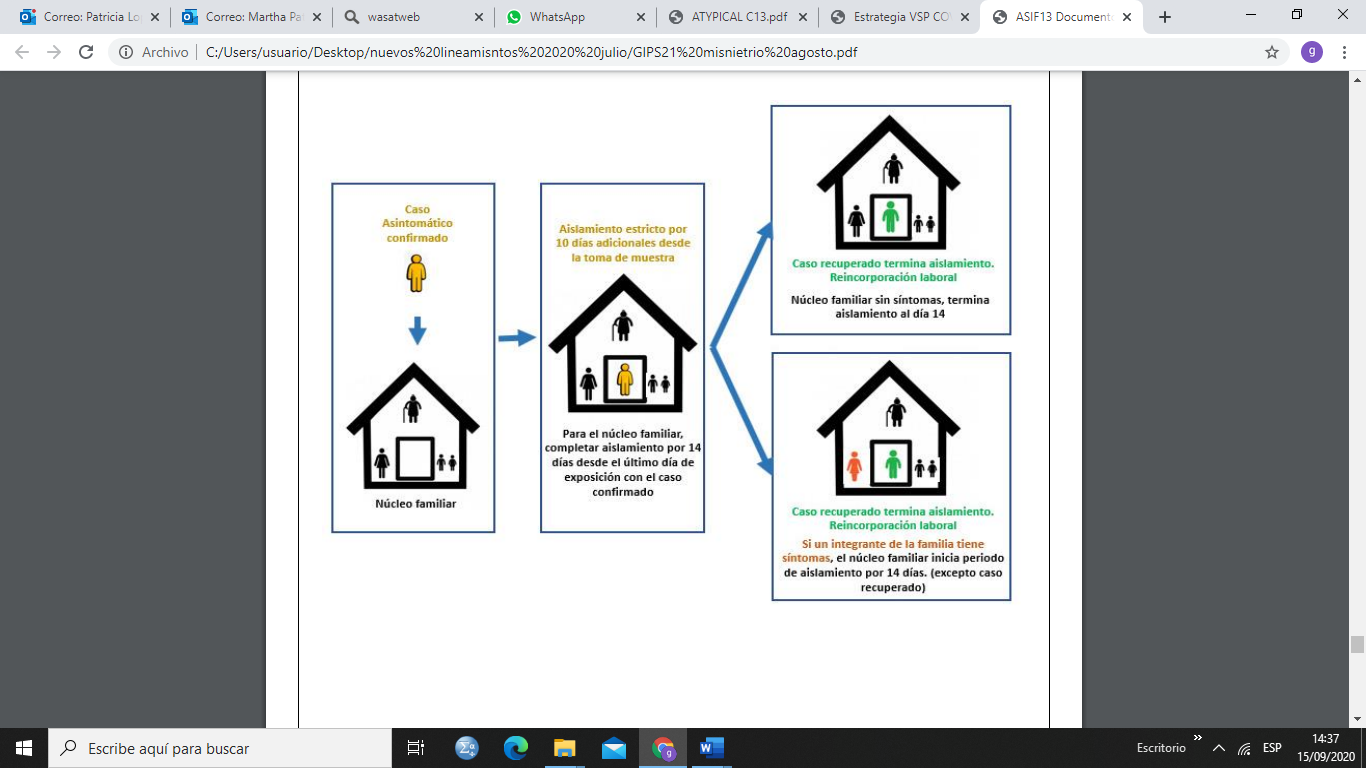 Correo: Patricia Lo
Correo: Martha Pa
wasatweb
WhatsApp
ATYPICAL C13.pdf
Estrategia VSP CO
ASIF13 Document
g
Archivo
C:/Users/usuario/Desktop/nuevos%20lineamisntos%202020%20julio/GIPS21%20misnietrio%20agosto.pdf
Caso
Asintomático
confirmado
Núcleo familiar
Aislamiento estricto por
10 días adicionales desde
la toma de muestra
Para el núcleo familiar,
completar aislamiento por 14
días desde el último día de
exposición con el caso
confirmado
Caso recuperado termina aislamiento.
Reincorporación laboral
Núcleo familiar sin síntomas, termina
aislamiento al día 14
Caso recuperado termina aislamiento.
Reincorporación laboral
Si un integrante de la familia tiene
síntomas, el núcleo familiar inicia periodo
de aislamiento por 14 días. (excepto caso
recuperado)
Escribe aquí para buscar
Escritorio
ESP
14:37
15/09/2020